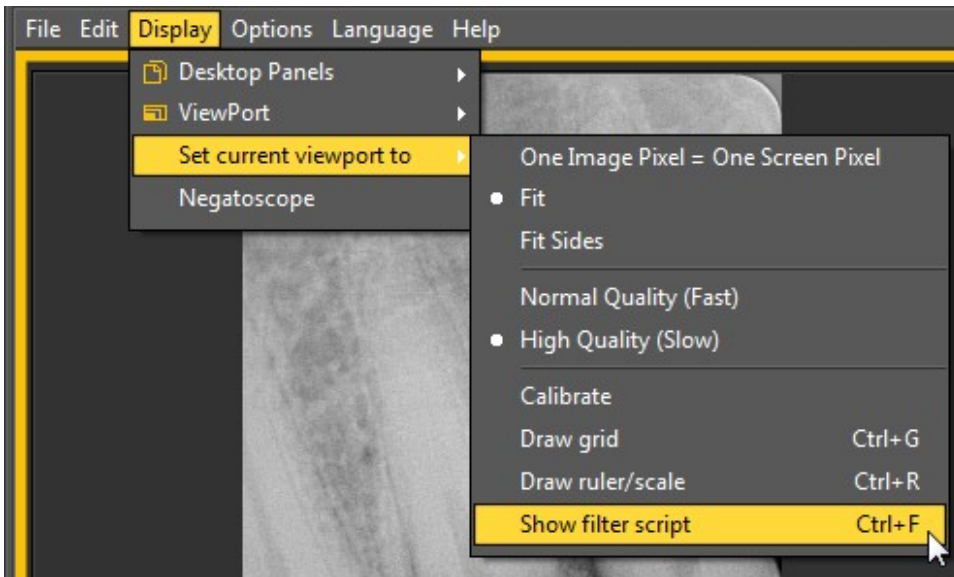 File Edit Display Options Language Help
Desktop Panels
ViewPort
Set current viewport to
Negatoscope
One Image Pixel = One Screen Pixel
Fit
Fit Sides
Normal Quality (Fast)
High Quality (Slow)
Calibrate
Draw grid Ctrl+G
Draw ruler/scale Ctrl+R
Show filter script Ctrl+F